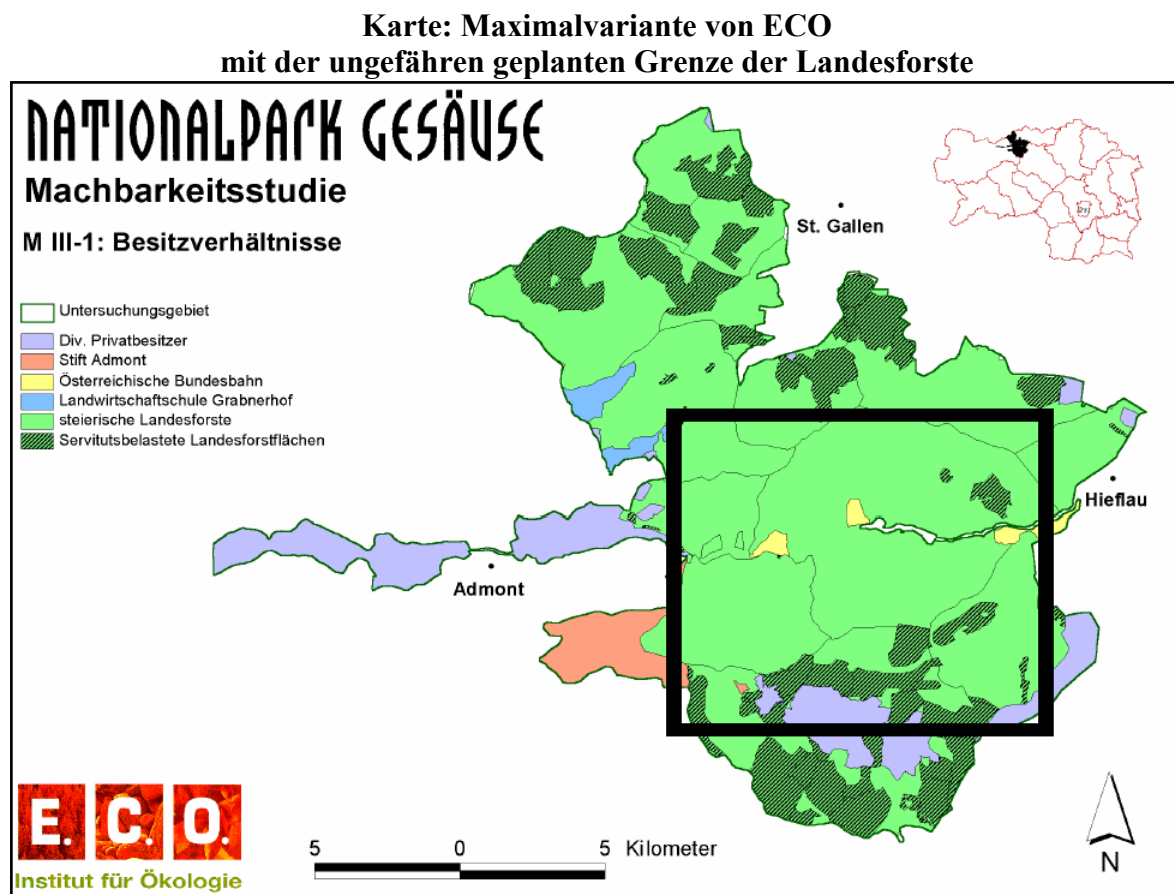 Karte: Maximalvariante von ECO
mit der ungefähren geplanten Grenze der Landesforste
NATIONALPARK GESÄUSE
Machbarkeitsstudie
M III-1: Besitzverhältnisse
Untersuchungsgebiet
Div. Privatbesitzer
Stift Admont
Österreichische Bundesbahn
Landwirtschaftschule Grabnerhof
steierische Landesforste
Servitutsbelastete Landesforstflächen
St. Gallen
Hieflau
Admont
E. C. O.
Institut für Ökologie
5 0 5 Kilometer
N